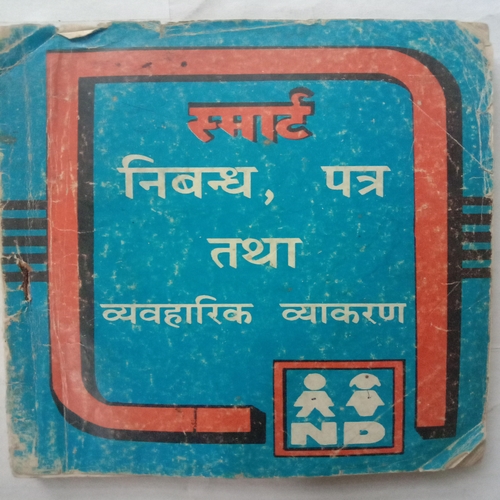 स्मार्ट
निबन्ध, पत्र
तथा
व्यवहारिक व्याकरण
ND